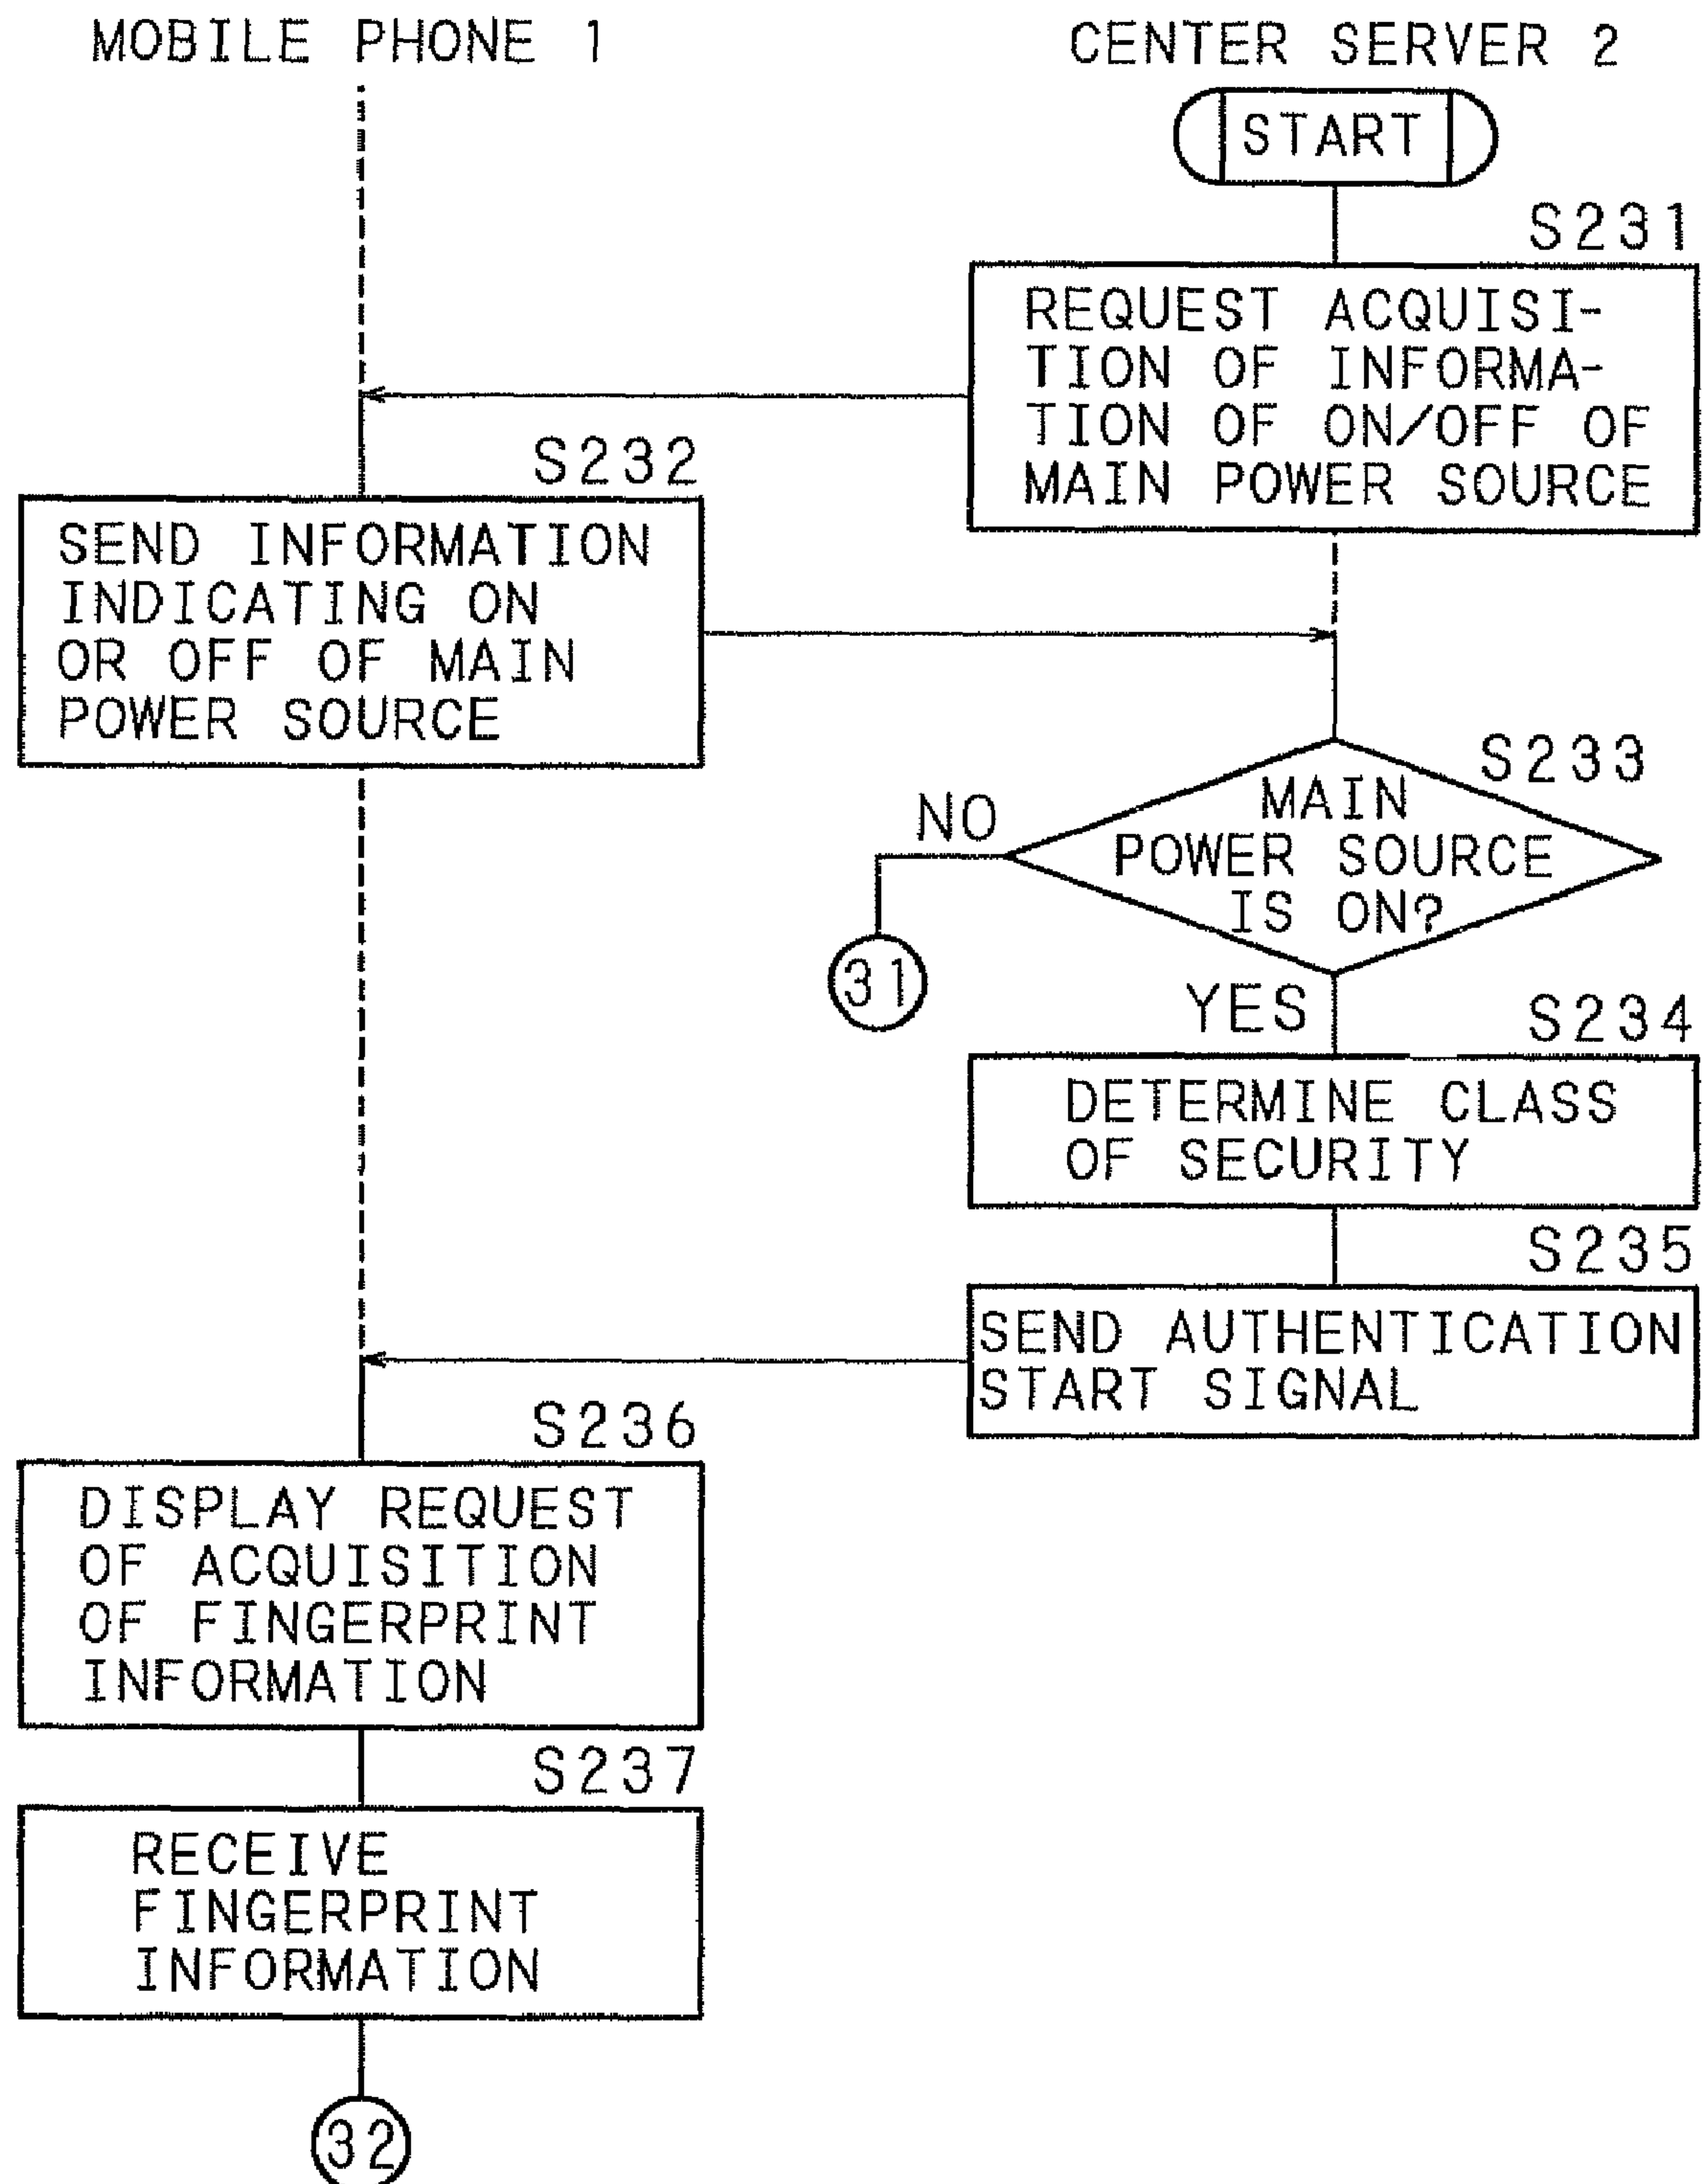 MOBILE PHONE 1
CENTER SERVER 2
START
S231
REQUEST ACQUISI-
TION OF INFORMA-
TION OF ON/OFF OF
MAIN POWER SOURCE
S232
SEND INFORMATION
INDICATING ON
OR OFF OF MAIN
POWER SOURCE
S233
MAIN
POWER SOURCE
IS ON?
NO
31
YES
S234
DETERMINE CLASS
OF SECURITY
S235
SEND AUTHENTICATION
START SIGNAL
S236
DISPLAY REQUEST
OF ACQUISITION
OF FINGERPRINT
INFORMATION
S237
RECEIVE
FINGERPRINT
INFORMATION
32